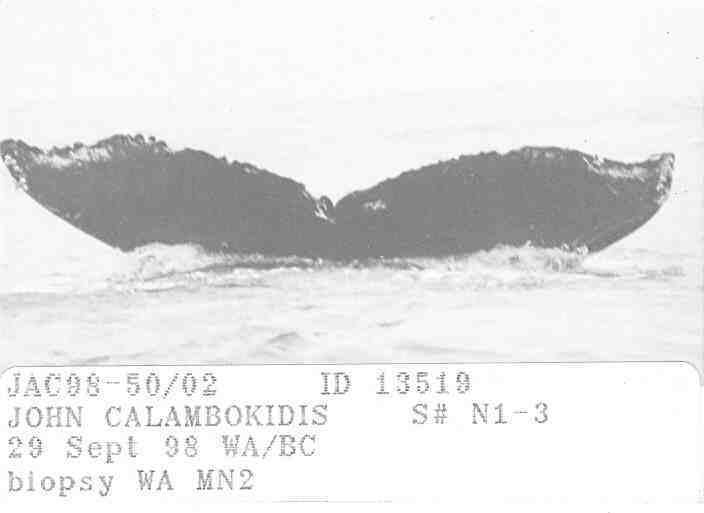 JAC98-50/02 ID 13519
JOHN CALAMBOKIDIS S# N1-3
29 Sept 98 WA/BC
biopsy WA MN2